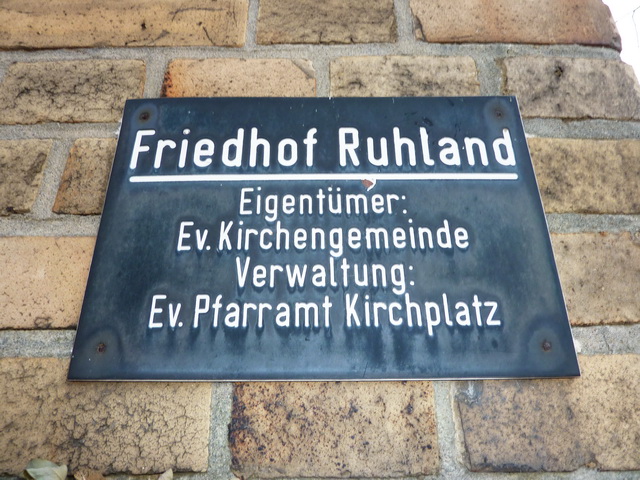 Friedhof Ruhland
Eigentümer:
Ev. Kirchengemeinde
Verwaltung:
Ev. Pfarramt Kirchplatz